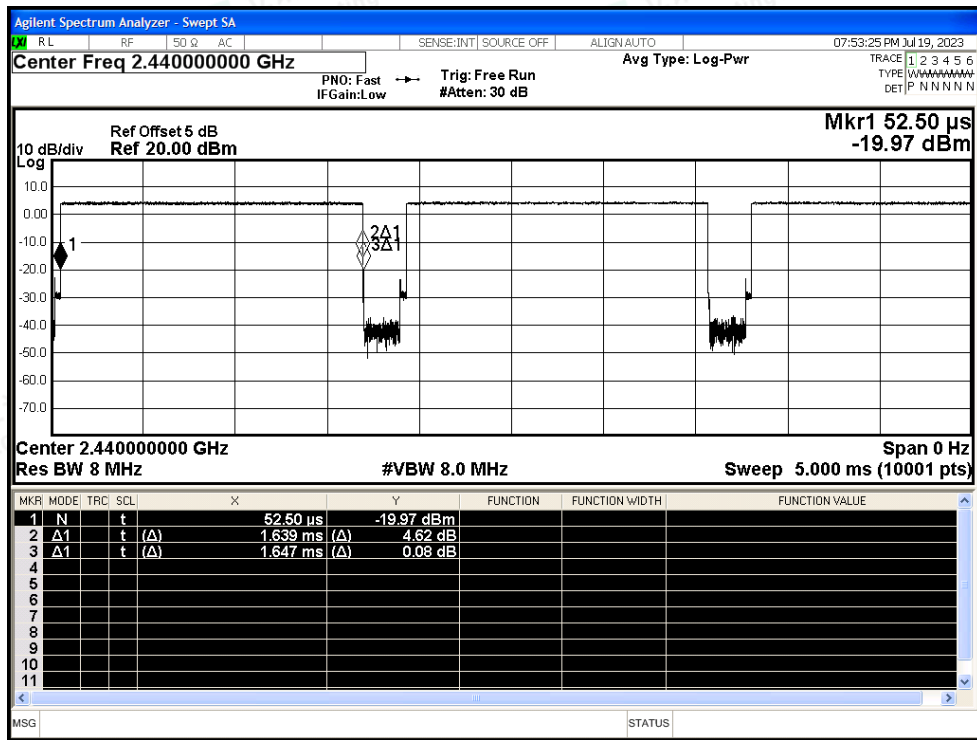 Agilent Spectrum Analyzer - Swept SA
LXI RL RF 50 Ω AC SENSE:INT SOURCE OFF ALIGN AUTO 07:53:25 PM Jul 19, 2023
Center Freq 2.440000000 GHz Avg Type: Log-Pwr TRACE 1 2 3 4 5 6
PNO: Fast Trig: Free Run TYPE WWWWWW
IFGain:Low #Atten: 30 dB DET P N N N N N
Mkr1 52.50 µs
Ref Offset 5 dB
10 dB/div Ref 20.00 dBm -19.97 dBm
Log
10.0
0.00
2Δ1
-10.0 1 3Δ1
-20.0
-30.0
-40.0
-50.0
-60.0
-70.0
Center 2.440000000 GHz Span 0 Hz
Res BW 8 MHz #VBW 8.0 MHz Sweep 5.000 ms (10001 pts)
MKR MODE TRC SCL X Y FUNCTION FUNCTION WIDTH FUNCTION VALUE
1 N t 52.50 µs -19.97 dBm
2 Δ1 t (Δ) 1.639 ms (Δ) 4.62 dB
3 Δ1 t (Δ) 1.647 ms (Δ) 0.08 dB
4
5
6
7
8
9
10
11
MSG STATUS